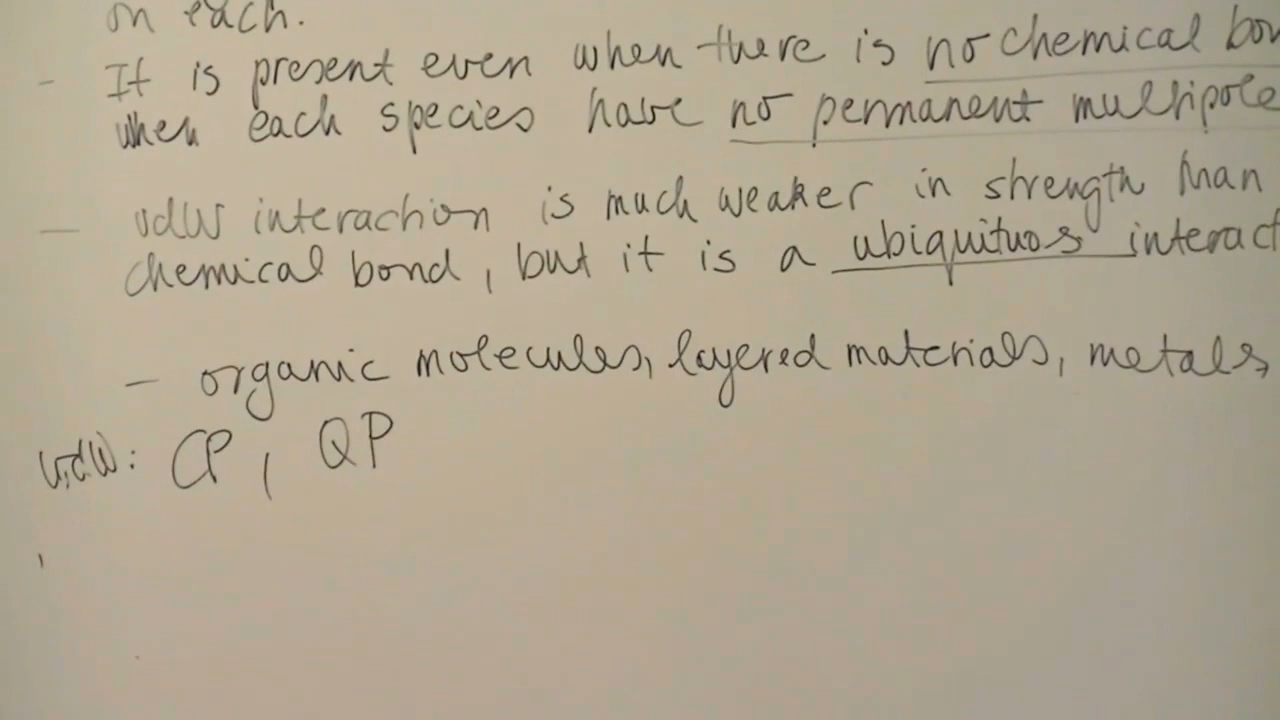 on each.
- It is present even when there is no chemical bon
when each species have no permanent multipole
- vdW interaction is much weaker in strength than
chemical bond, but it is a ubiquituos interact
- organic molecules, layered materials, metals,
vdW: CP, QP